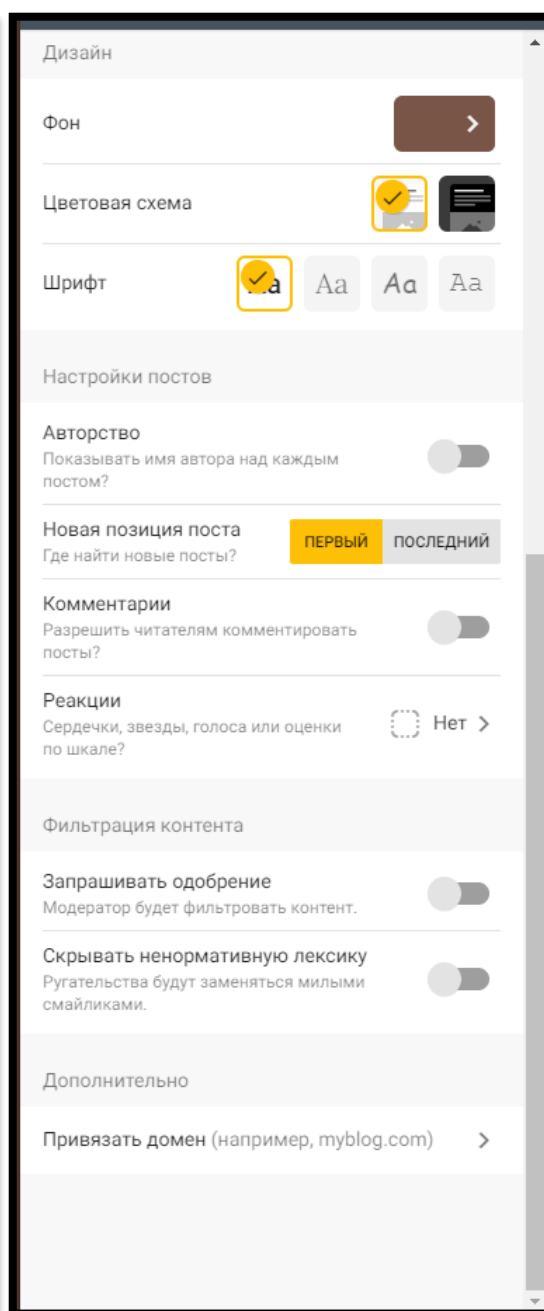 Дизайн
Фон
Цветовая схема
Шрифт
Aa
Aa
Aa
Настройки постов
Авторство
Показывать имя автора над каждым
постом?
Новая позиция поста
Где найти новые посты?
ПЕРВЫЙ
ПОСЛЕДНИЙ
Комментарии
Разрешить читателям комментировать
посты?
Реакции
Сердечки, звезды, голоса или оценки
по шкале?
Нет
Фильтрация контента
Запрашивать одобрение
Модератор будет фильтровать контент.
Скрывать ненормативную лексику
Ругательства будут заменяться милыми
смайликами.
Дополнительно
Привязать домен (например, myblog.com)